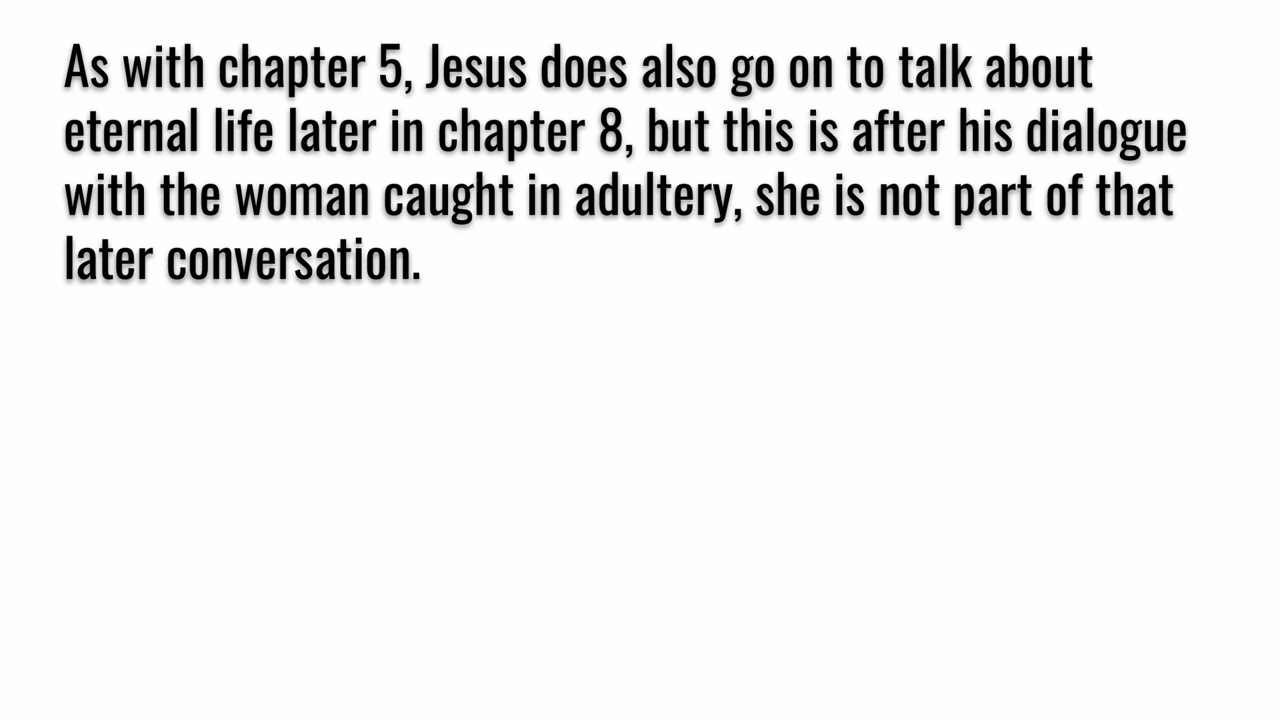 As with chapter 5, Jesus does also go on to talk about
eternal life later in chapter 8, but this is after his dialogue
with the woman caught in adultery, she is not part of that
later conversation.